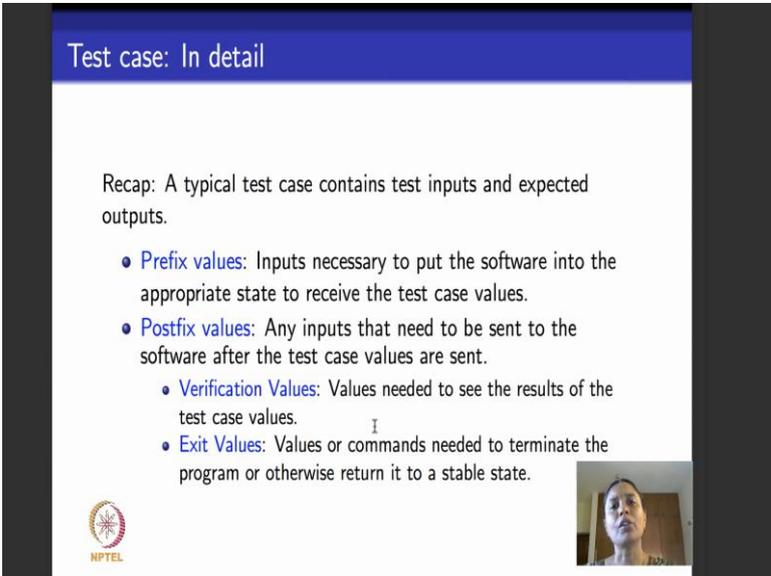 Test case: In detail
Recap: A typical test case contains test inputs and expected
outputs.
Prefix values: Inputs necessary to put the software into the
appropriate state to receive the test case values.
Postfix values: Any inputs that need to be sent to the
software after the test case values are sent.
Verification Values: Values needed to see the results of the
test case values.
Exit Values: Values or commands needed to terminate the
program or otherwise return it to a stable state.
NPTEL